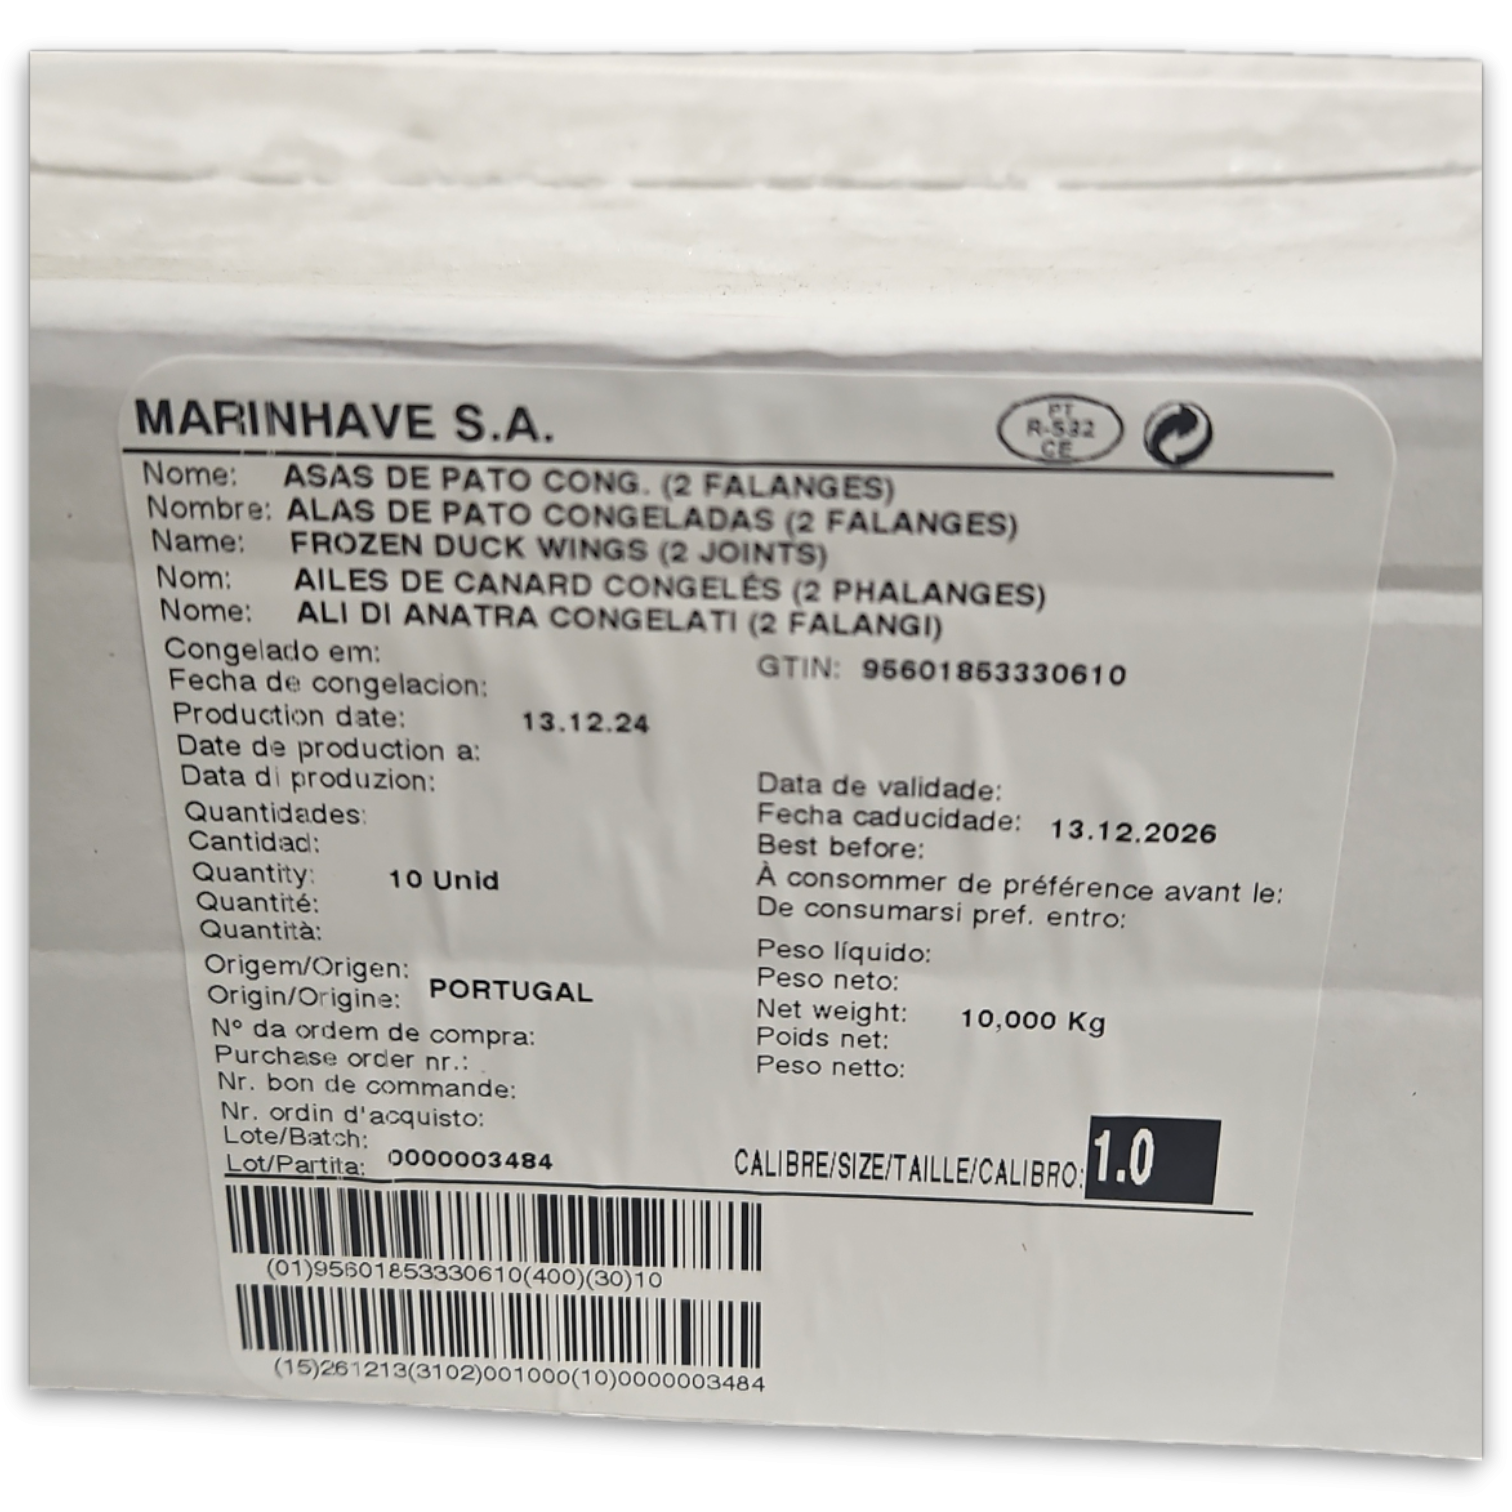 MARINHAVE S.A.
PT
R-532
CE
Nome: ASAS DE PATO CONG. (2 FALANGES)
Nombre: ALAS DE PATO CONGELADAS (2 FALANGES)
Name: FROZEN DUCK WINGS (2 JOINTS)
Nom: AILES DE CANARD CONGELÉS (2 PHALANGES)
Nome: ALI DI ANATRA CONGELATI (2 FALANGI)
Congelado em:
Fecha de congelacion:
Production date: 13.12.24
Date de production a:
Data di produzion:
GTIN: 95601853330610
Quantidades:
Cantidad:
Quantity: 10 Unid
Quantité:
Quantità:
Data de validade:
Fecha caducidade: 13.12.2026
Best before:
À consommer de préférence avant le:
De consumarsi pref. entro:
Origem/Origen:
Origin/Origine: PORTUGAL
Peso líquido:
Peso neto:
Net weight: 10,000 Kg
Poids net:
Peso netto:
Nº da ordem de compra:
Purchase order nr.:
Nr. bon de commande:
Nr. ordin d'acquisto:
Lote/Batch:
Lot/Partita: 0000003484
CALIBRE/SIZE/TAILLE/CALIBRO: 1.0
(01)95601853330610(400)(30)10
(15)261213(3102)001000(10)0000003484